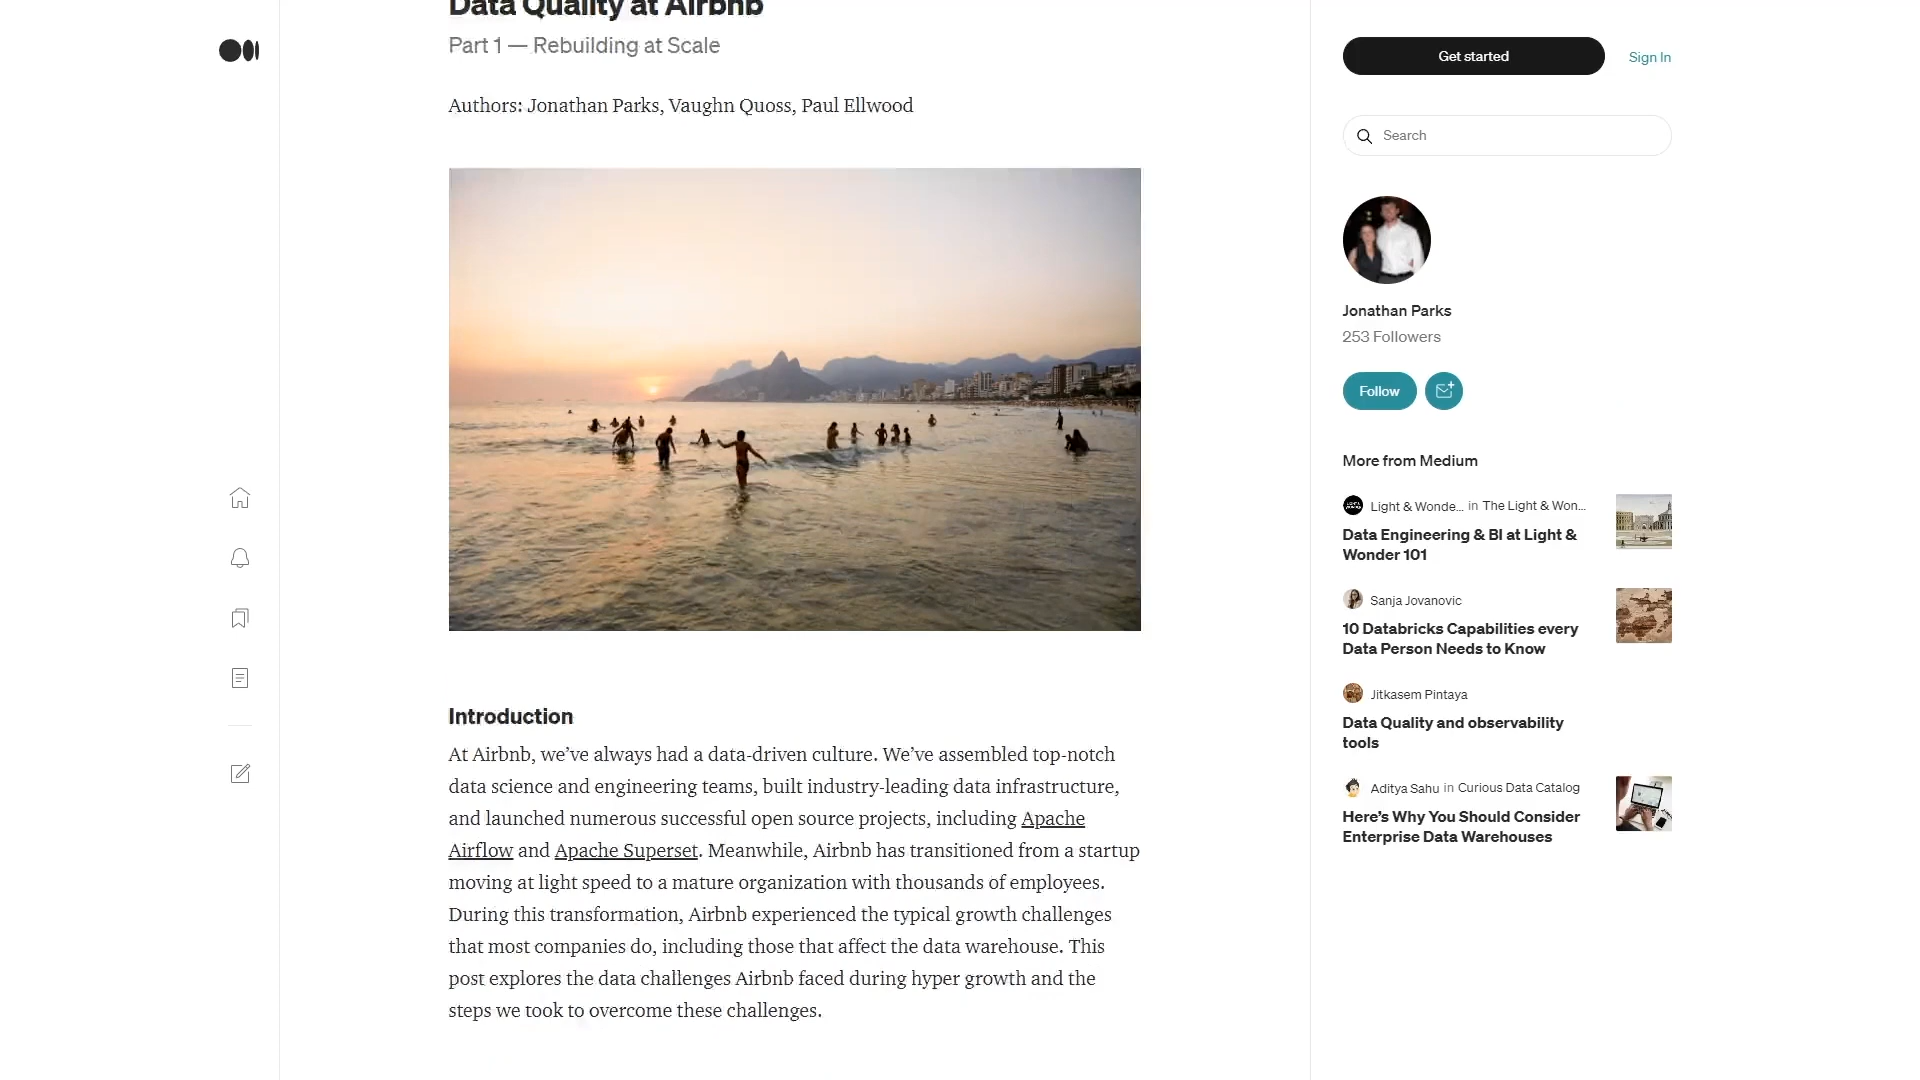 Data Quality at Airbnb
Part 1 — Rebuilding at Scale
Authors: Jonathan Parks, Vaughn Quoss, Paul Ellwood
Introduction
At Airbnb, we’ve always had a data-driven culture. We’ve assembled top-notch
data science and engineering teams, built industry-leading data infrastructure,
and launched numerous successful open source projects, including Apache
Airflow and Apache Superset. Meanwhile, Airbnb has transitioned from a startup
moving at light speed to a mature organization with thousands of employees.
During this transformation, Airbnb experienced the typical growth challenges
that most companies do, including those that affect the data warehouse. This
post explores the data challenges Airbnb faced during hyper growth and the
steps we took to overcome these challenges.
Get started
Sign In
Search
Jonathan Parks
253 Followers
Follow
More from Medium
Light & Wonde... in The Light & Won...
Data Engineering & BI at Light &
Wonder 101
Sanja Jovanovic
10 Databricks Capabilities every
Data Person Needs to Know
Jitkasem Pintaya
Data Quality and observability
tools
Aditya Sahu in Curious Data Catalog
Here’s Why You Should Consider
Enterprise Data Warehouses